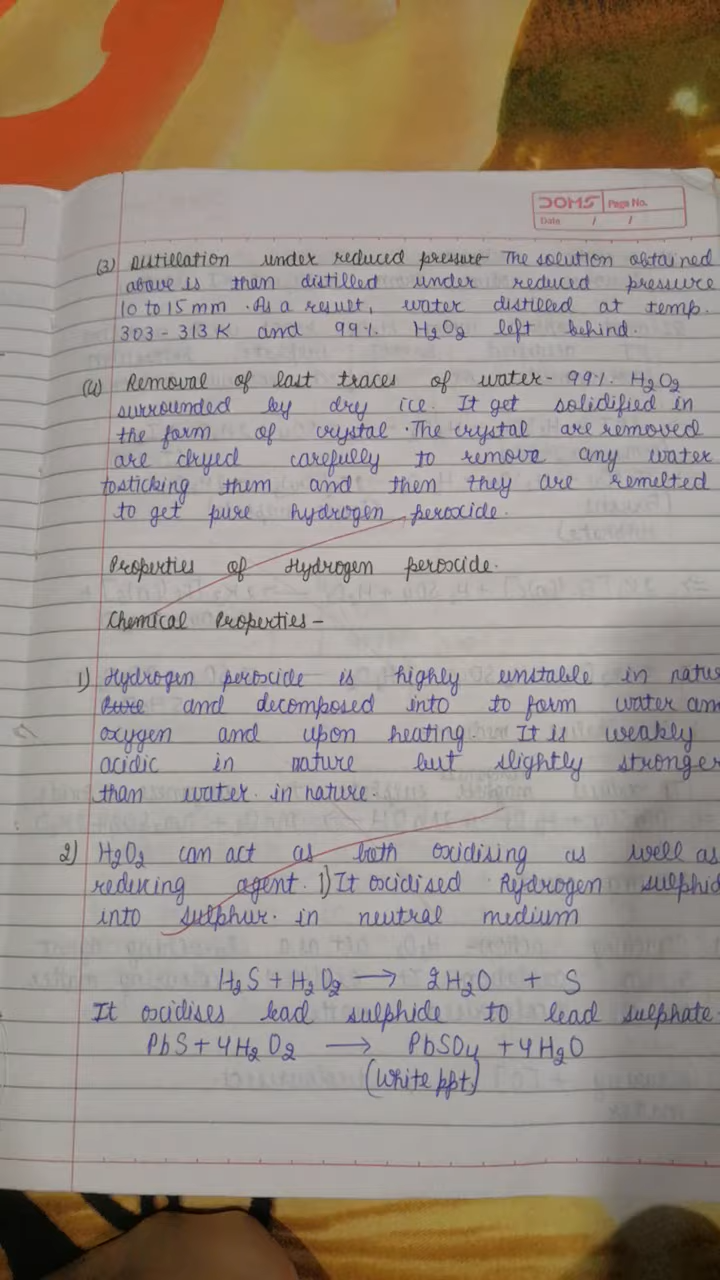 DOMS Page No.
Date / /
(3) Distillation under reduced pressure- The solution obtained
above is than distilled under reduced pressure
10 to 15 mm. As a result, water distilled at temp.
303 - 313 K and 99% H₂O₂ left behind.
(4) Removal of last traces of water- 99% H₂O₂
surrounded by dry ice. It get solidified in
the form of crystal. The crystal are removed
are dryed carefully to remove any water
tosticking them and then they are remelted
to get pure hydrogen peroxide.
Properties of Hydrogen peroxide.
Chemical Properties -
1) Hydrogen peroxide is highly unstable in natur
pure and decomposed into to form water an
oxygen and upon heating. It is weakly
acidic in nature but slightly stronger
than water in nature.
2) H₂O₂ can act as both oxidising as well as
reducing agent. 1) It oxidised Hydrogen sulphid
into sulphur. in neutral medium
H₂S + H₂O₂ → 2H₂O + S
It oxidises lead sulphide to lead sulphate
PbS + 4H₂O₂ → PbSO₄ + 4H₂O
(White ppt)